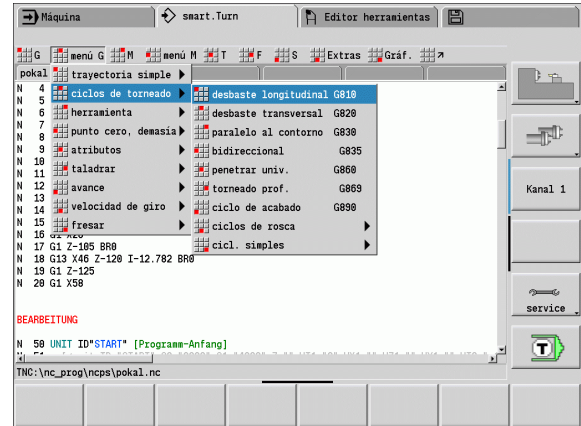 Máquina
smart.Turn
Editor herramientas
G menú G M menú M T F S Extras Gráf.
pokal
N 4
N 5
N 6
N 7
N 8
N 9
N 10
N 11
N 12
N 13
N 14
N 15
N 16 G1 X26
N 17 G1 Z-105 BR0
N 18 G13 X46 Z-120 I-12.782 BR0
N 19 G1 Z-125
N 20 G1 X58
trayectoria simple
ciclos de torneado
herramienta
punto cero, demasia
atributos
taladrar
avance
velocidad de giro
fresar
desbaste longitudinal G810
desbaste transversal G820
paralelo al contorno G830
bidireccional G835
penetrar univ. G860
torneado prof. G869
ciclo de acabado G890
ciclos de rosca
cicl. simples
BEARBEITUNG
N 50 UNIT ID"START" [Programm-Anfang]
TNC:\nc_prog\ncps\pokal.nc
Kanal 1
service
T